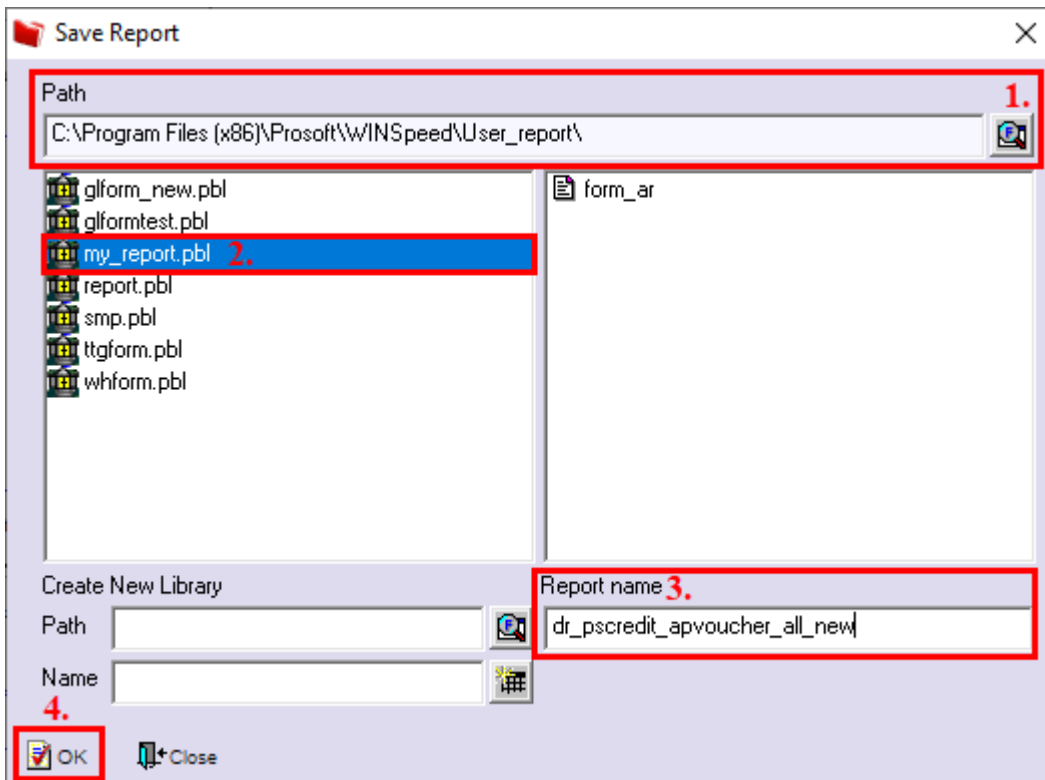 Save Report
Path
1.
C:\Program Files (x86)\Prosoft\WINSpeed\User_report\
glform_new.pbl
glformtest.pbl
my_report.pbl 2.
report.pbl
smp.pbl
ttgform.pbl
whform.pbl
form_ar
Create New Library
Path
Name
Report name 3.
dr_pscredit_apvoucher_all_new
4.
OK
Close